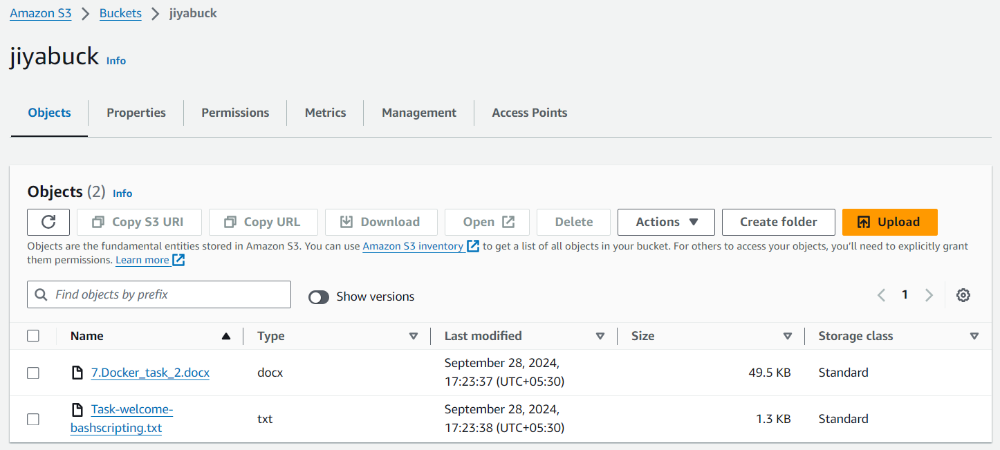 Amazon S3 > Buckets > jiyabuck
jiyabuck Info
Objects Properties Permissions Metrics Management Access Points
Objects (2) Info
Copy S3 URI Copy URL Download Open Delete Actions Create folder Upload
Objects are the fundamental entities stored in Amazon S3. You can use Amazon S3 inventory to get a list of all objects in your bucket. For others to access your objects, you’ll need to explicitly grant
them permissions. Learn more
Find objects by prefix Show versions 1
Name Type Last modified Size Storage class
7.Docker_task_2.docx docx September 28, 2024, 49.5 KB Standard
17:23:37 (UTC+05:30)
Task-welcome- txt September 28, 2024, 1.3 KB Standard
bashscripting.txt 17:23:38 (UTC+05:30)